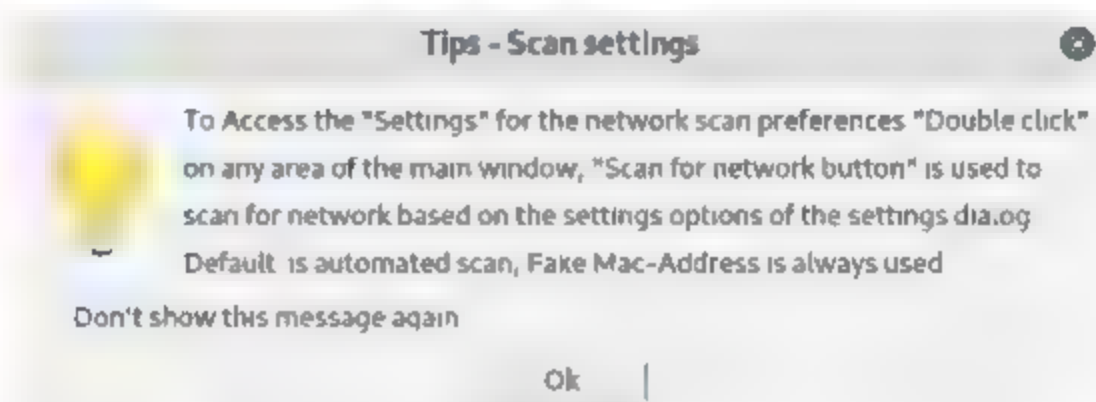 Tips - Scan settings
To Access the "Settings" for the network scan preferences "Double click"
on any area of the main window, "Scan for network button" is used to
scan for network based on the settings options of the settings dialog
Default is automated scan, Fake Mac-Address is always used
Don't show this message again
Ok